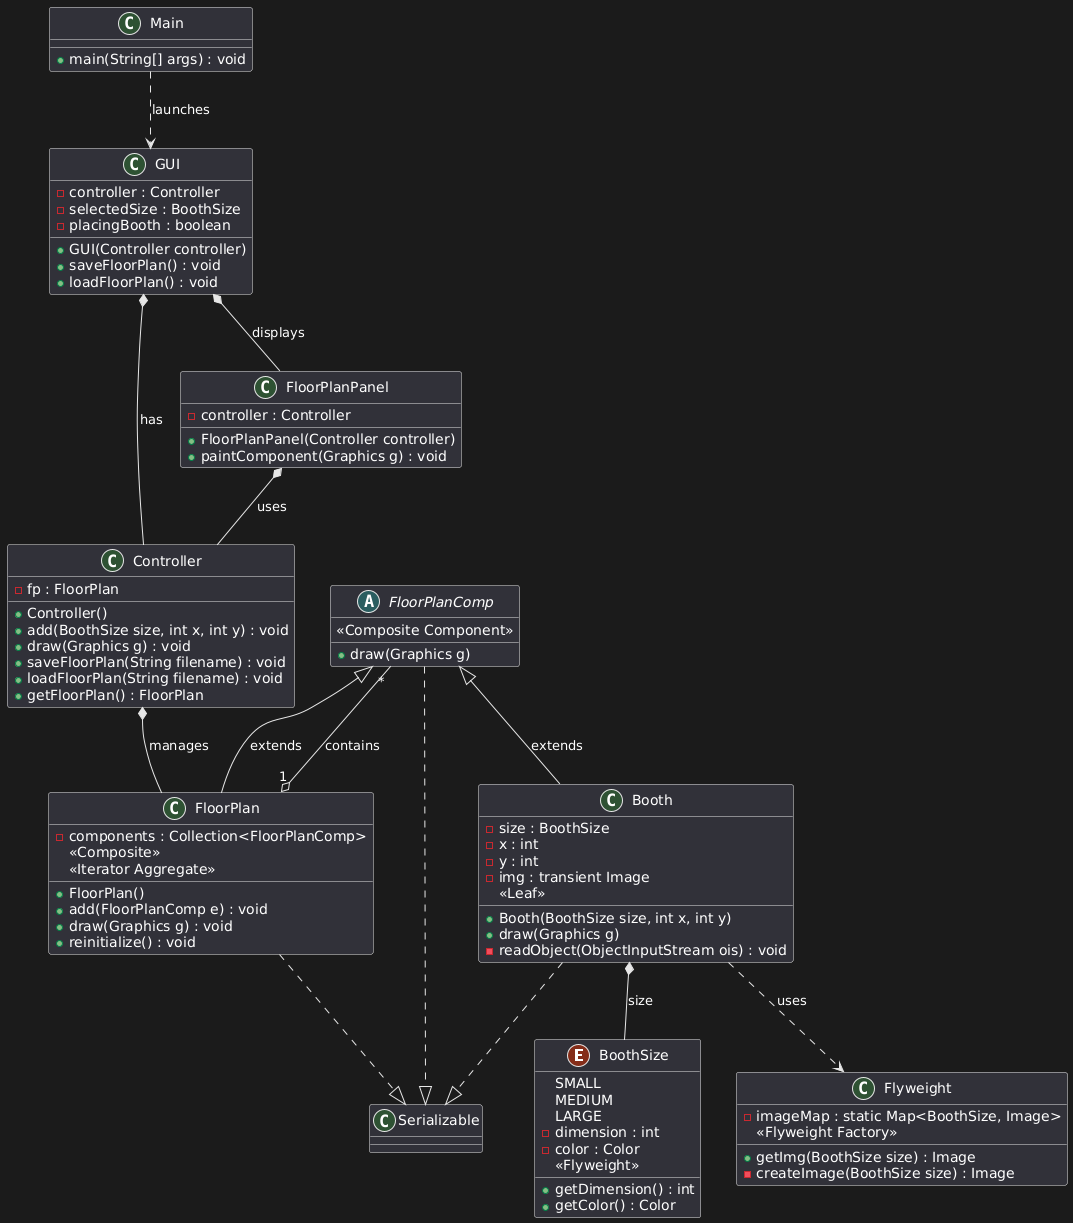 C Main
main(String[] args) : void
launches
C GUI
controller : Controller
selectedSize : BoothSize
placingBooth : boolean
GUI(Controller controller)
saveFloorPlan() : void
loadFloorPlan() : void
displays
has
C FloorPlanPanel
controller : Controller
FloorPlanPanel(Controller controller)
paintComponent(Graphics g) : void
uses
C Controller
fp : FloorPlan
Controller()
add(BoothSize size, int x, int y) : void
draw(Graphics g) : void
saveFloorPlan(String filename) : void
loadFloorPlan(String filename) : void
getFloorPlan() : FloorPlan
A FloorPlanComp
«Composite Component»
draw(Graphics g)
*
manages
extends
contains
extends
1
C FloorPlan
components : Collection<FloorPlanComp>
«Composite»
«Iterator Aggregate»
FloorPlan()
add(FloorPlanComp e) : void
draw(Graphics g) : void
reinitialize() : void
C Booth
size : BoothSize
x : int
y : int
img : transient Image
«Leaf»
Booth(BoothSize size, int x, int y)
draw(Graphics g)
readObject(ObjectInputStream ois) : void
size
uses
C Serializable
E BoothSize
SMALL
MEDIUM
LARGE
dimension : int
color : Color
«Flyweight»
getDimension() : int
getColor() : Color
C Flyweight
imageMap : static Map<BoothSize, Image>
«Flyweight Factory»
getImg(BoothSize size) : Image
createImage(BoothSize size) : Image